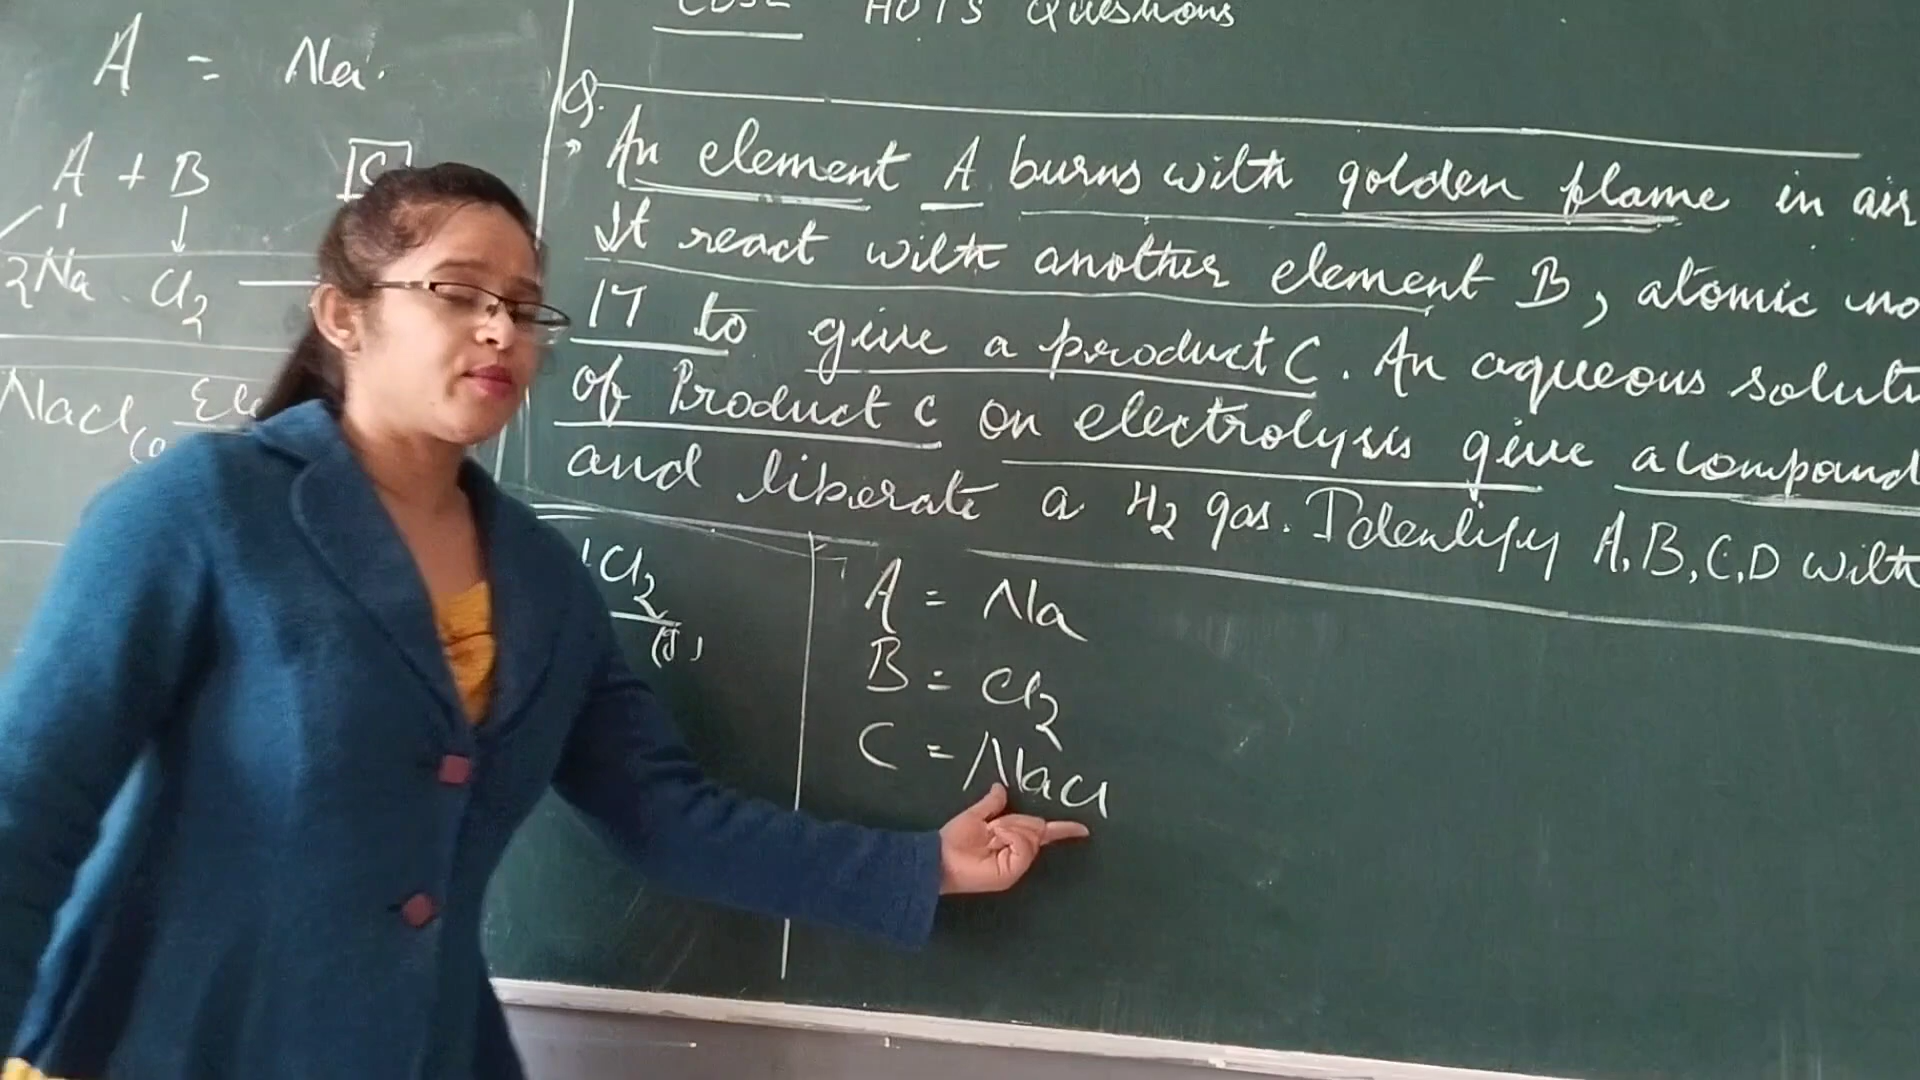 A = Na.
A + B [C]
2Na Cl2
NaCl
HOTS Questions
Q.
An element A burns with golden flame in air
It react with another element B, atomic no
17 to give a product C. An aqueous soluti
of Product C on electrolysis give a compound
and liberate a H2 gas. Identify A, B, C, D with
Cl2
(g)
A = Na
B = Cl2
C = NaCl